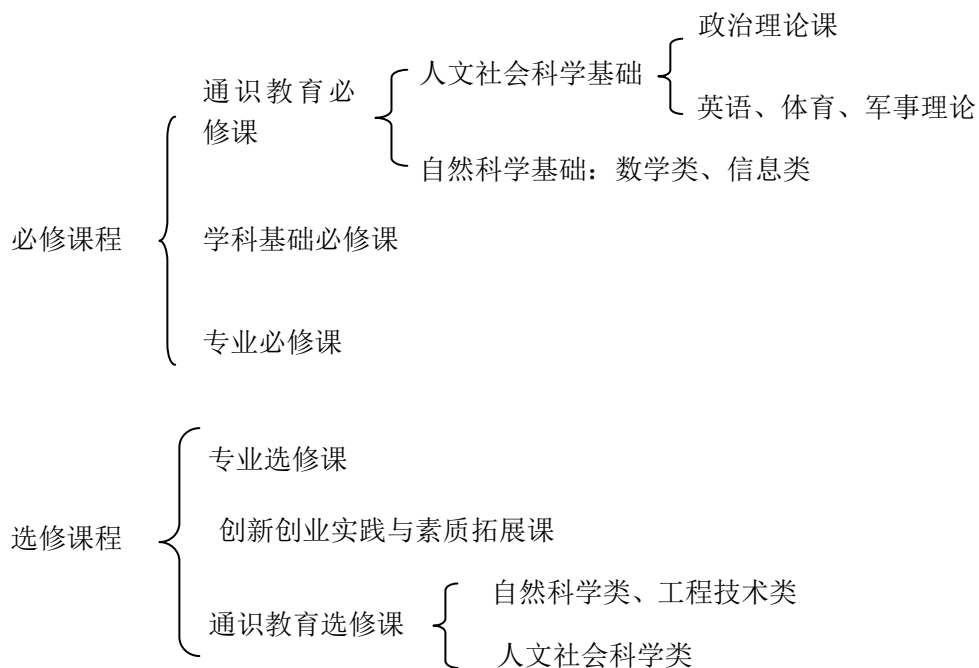 政治理论课
人文社会科学基础
通识教育必
修课
英语、体育、军事理论
自然科学基础：数学类、信息类
必修课程
学科基础必修课
专业必修课
专业选修课
选修课程
创新创业实践与素质拓展课
自然科学类、工程技术类
通识教育选修课
人文社会科学类